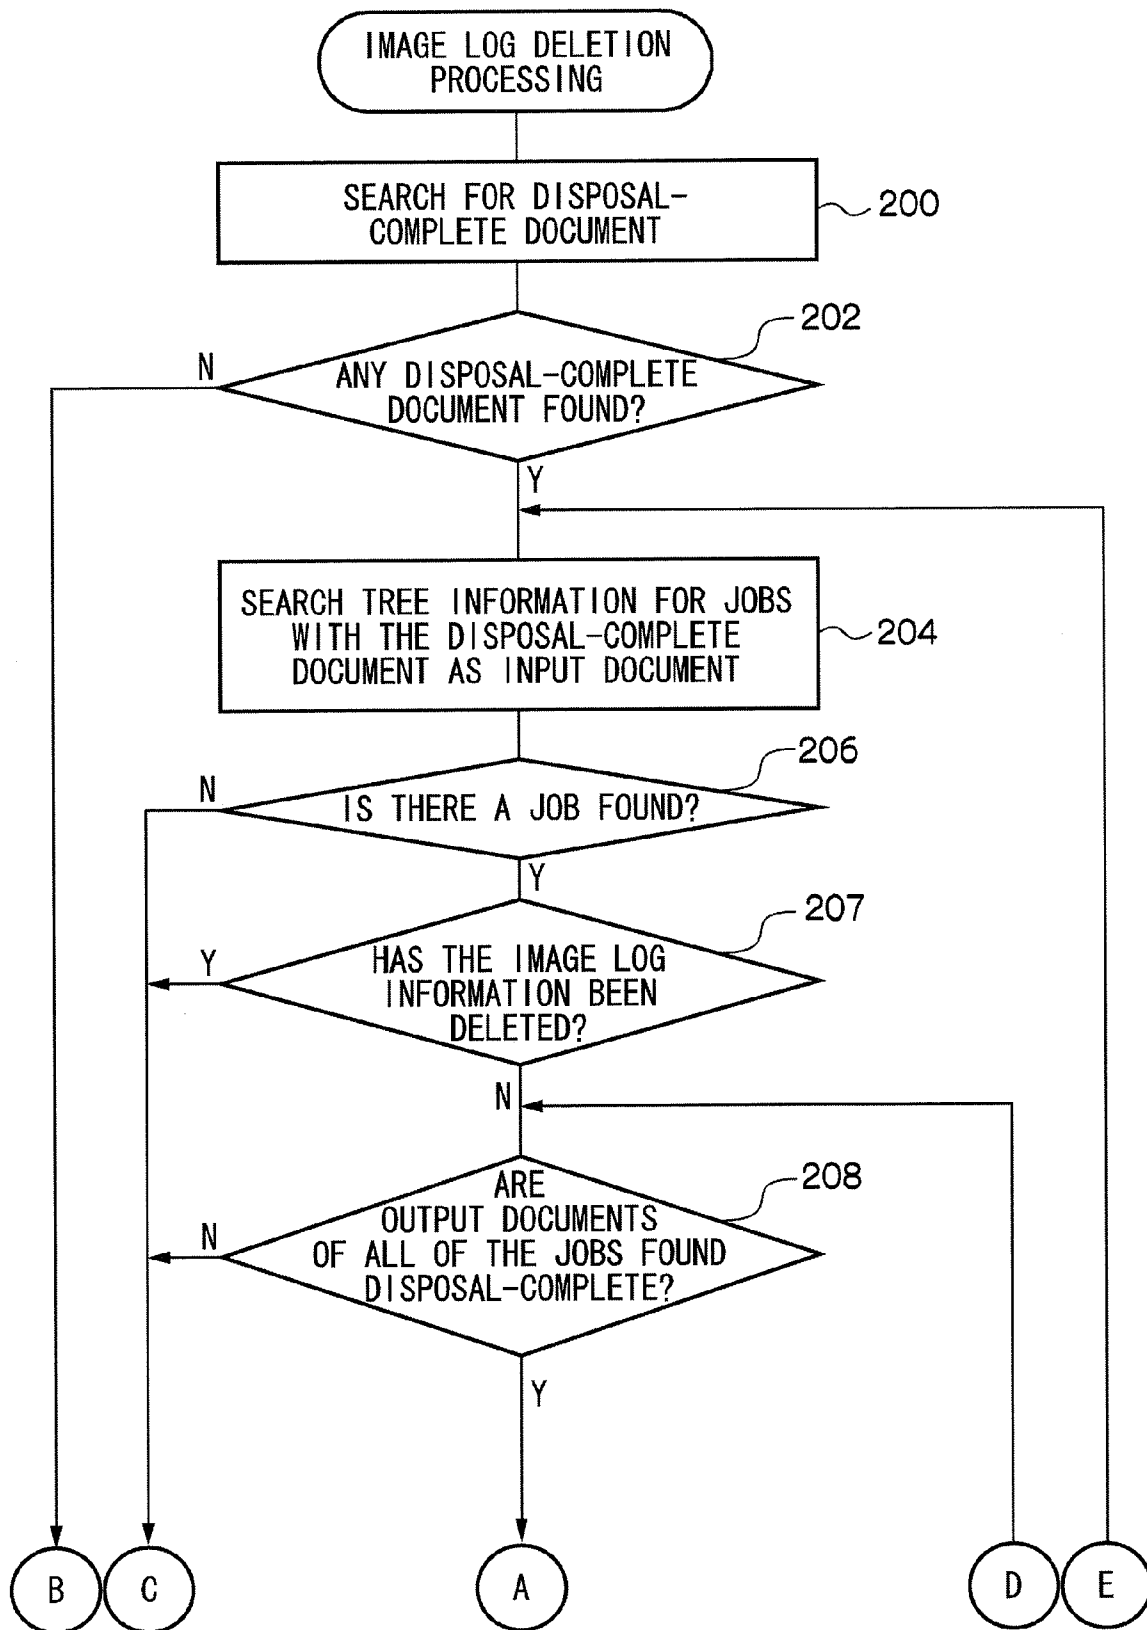 IMAGE LOG DELETION
PROCESSING
SEARCH FOR DISPOSAL-
COMPLETE DOCUMENT
200
202
N
ANY DISPOSAL-COMPLETE
DOCUMENT FOUND?
Y
SEARCH TREE INFORMATION FOR JOBS
WITH THE DISPOSAL-COMPLETE
DOCUMENT AS INPUT DOCUMENT
204
206
N
IS THERE A JOB FOUND?
Y
207
Y
HAS THE IMAGE LOG
INFORMATION BEEN
DELETED?
N
208
ARE
OUTPUT DOCUMENTS
OF ALL OF THE JOBS FOUND
DISPOSAL-COMPLETE?
N
Y
B
C
A
D
E